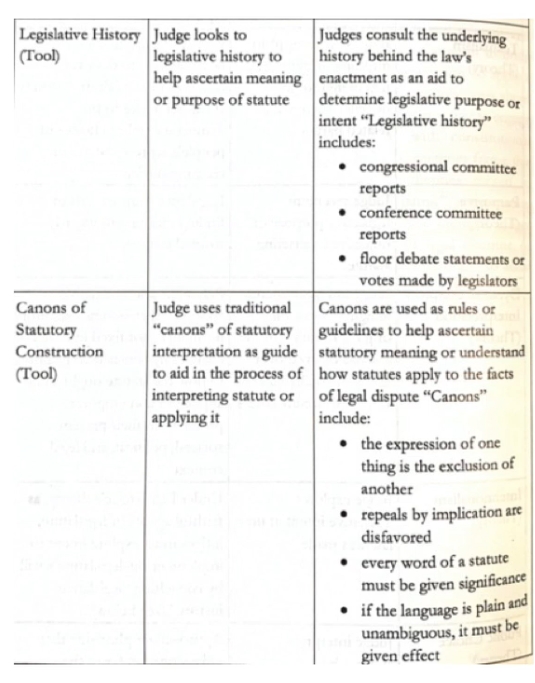 Legislative History
(Tool)
Judge looks to
legislative history to
help ascertain meaning
or purpose of statute
Judges consult the underlying
history behind the law's
enactment as an aid to
determine legislative purpose or
intent “Legislative history”
includes:
• congressional committee
reports
• conference committee
reports
• floor debate statements or
votes made by legislators
Canons of
Statutory
Construction
(Tool)
Judge uses traditional
“canons” of statutory
interpretation as guide
to aid in the process of
interpreting statute or
applying it
Canons are used as rules or
guidelines to help ascertain
statutory meaning or understand
how statutes apply to the facts
of legal dispute “Canons”
include:
• the expression of one
thing is the exclusion of
another
• repeals by implication are
disfavored
• every word of a statute
must be given significance
• if the language is plain and
unambiguous, it must be
given effect